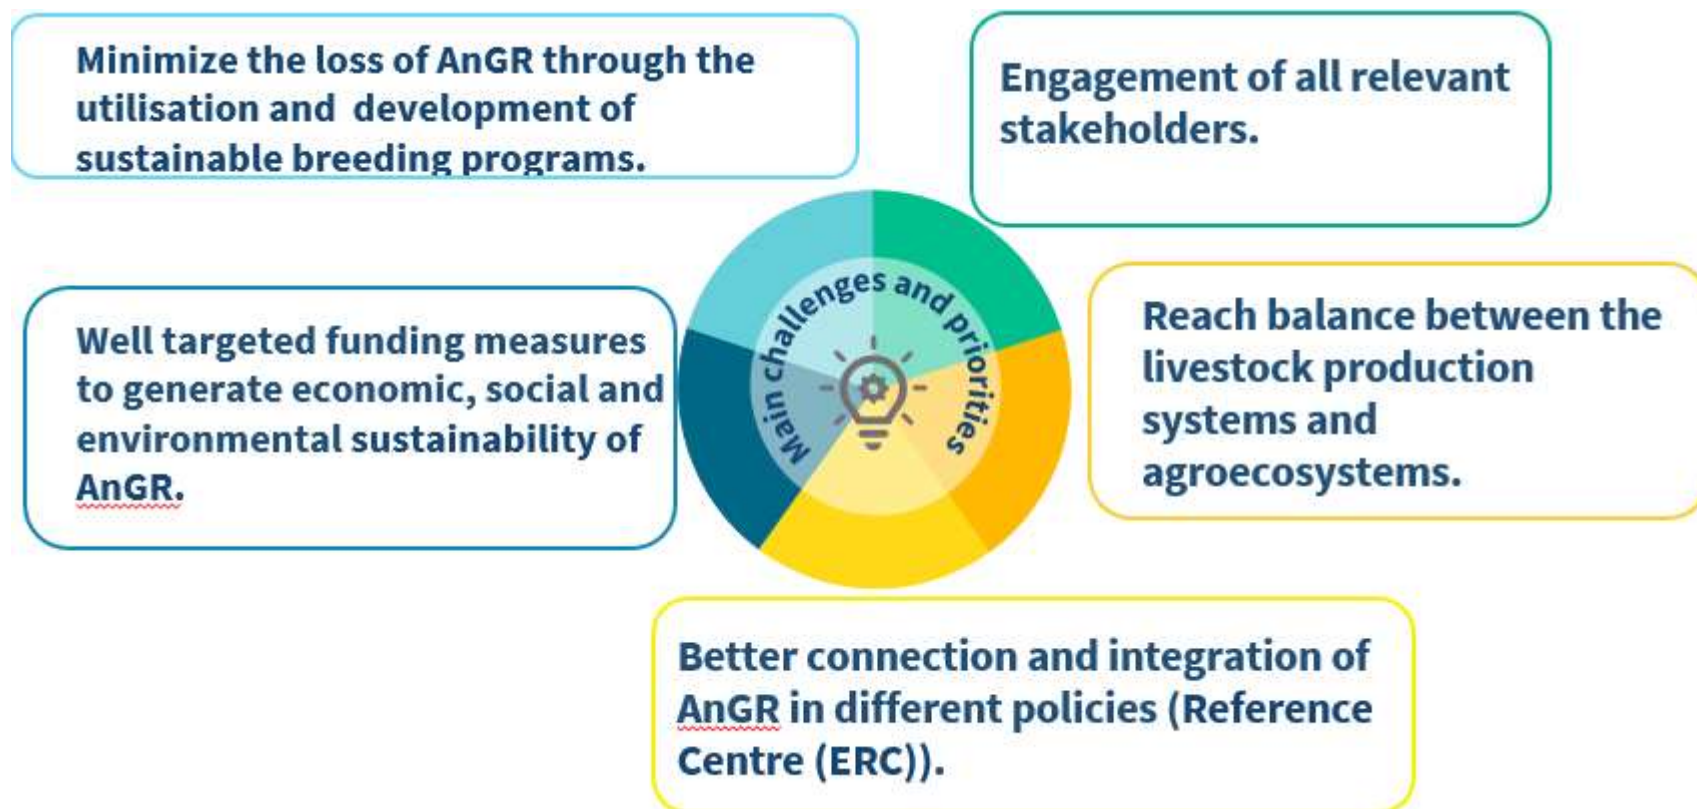 Minimize the loss of AnGR through the
utilisation and development of
sustainable breeding programs.
Engagement of all relevant
stakeholders.
Main challenges and priorities
Well targeted funding measures
to generate economic, social and
environmental sustainability of
AnGR.
Reach balance between the
livestock production
systems and
agroecosystems.
Better connection and integration of
AnGR in different policies (Reference
Centre (ERC)).